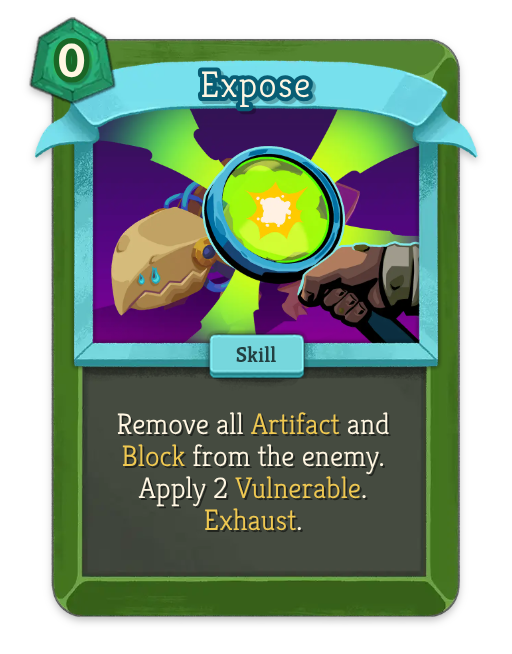 0
Expose
Skill
Remove all Artifact and
Block from the enemy.
Apply 2 Vulnerable.
Exhaust.